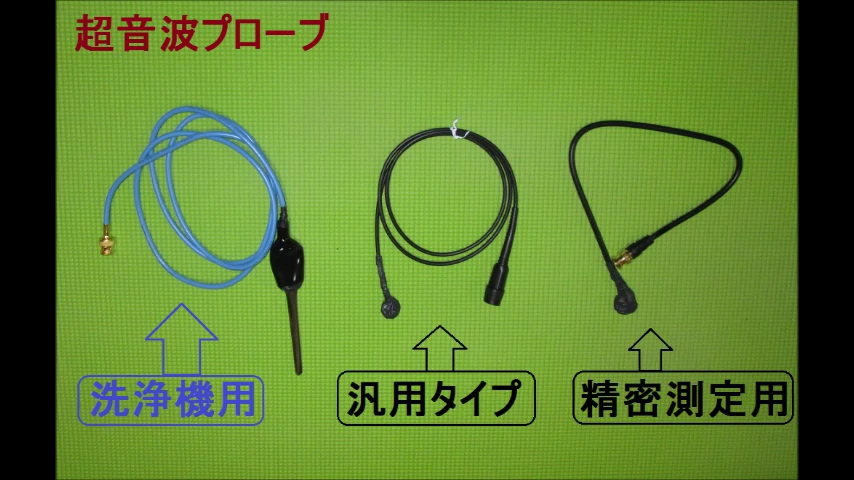 超音波プローブ
洗浄機用
汎用タイプ
精密測定用